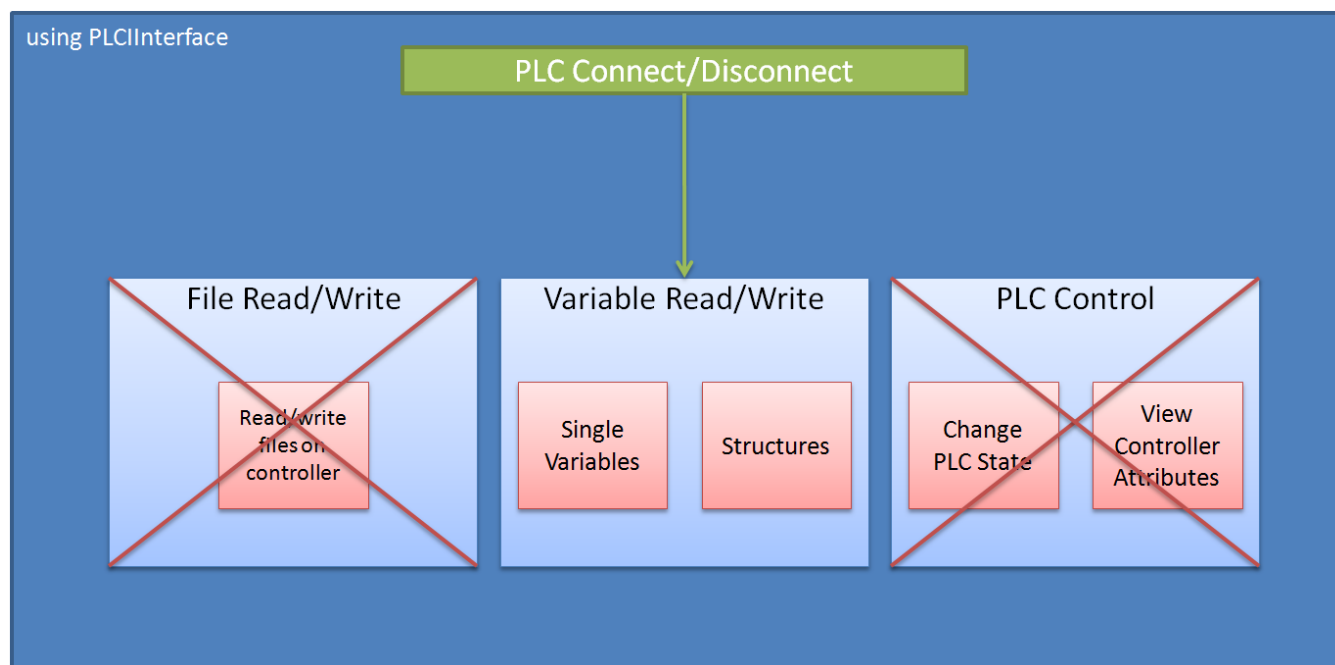 using PLCIInterface
PLC Connect/Disconnect
File Read/Write
Read/write
files on
controller
Variable Read/Write
Single
Variables
Structures
PLC Control
Change
PLC State
View
Controller
Attributes